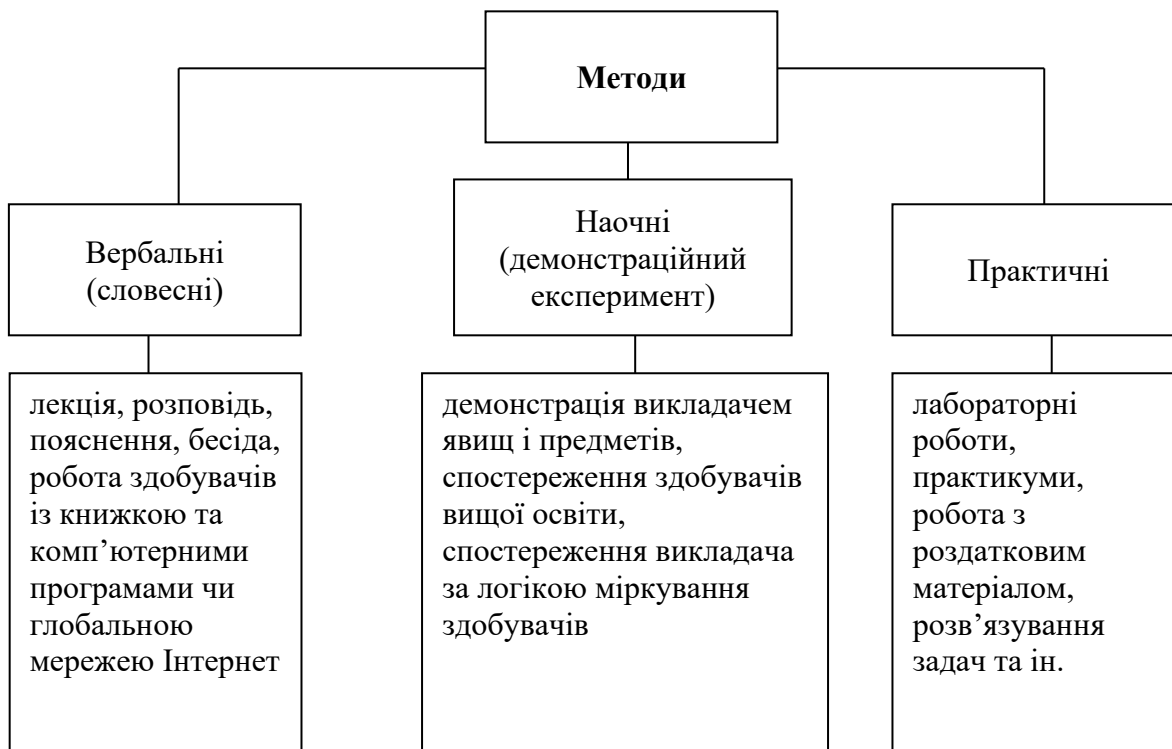 Методи
Вербальні
(словесні)
Наочні
(демонстраційний
експеримент)
Практичні
лекція, розповідь,
пояснення, бесіда,
робота здобувачів
із книжкою та
комп’ютерними
програмами чи
глобальною
мережею Інтернет
демонстрація викладачем
явищ і предметів,
спостереження здобувачів
вищої освіти,
спостереження викладача
за логікою міркування
здобувачів
лабораторні
роботи,
практикуми,
робота з
роздатковим
матеріалом,
розв’язування
задач та ін.